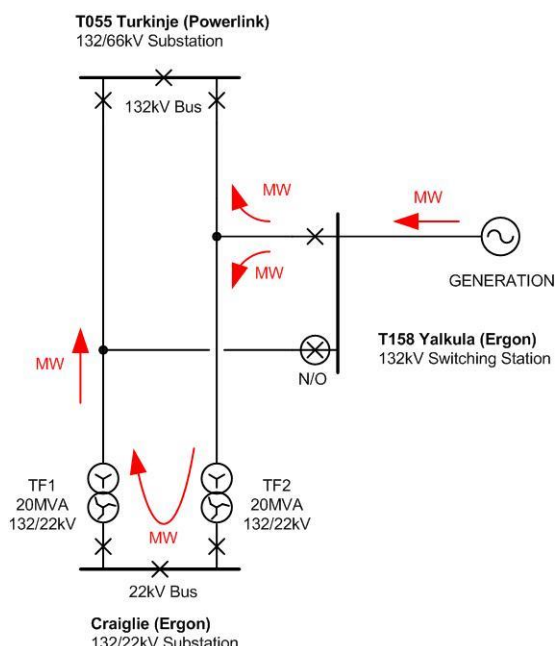 T055 Turkinje (Powerlink)
132/66kV Substation
132kV Bus
MW
MW
MW
GENERATION
T158 Yalkula (Ergon)
132kV Switching Station
N/O
MW
TF1
20MVA
132/22kV
TF2
20MVA
132/22kV
MW
22kV Bus
Craiglie (Ergon)
132/22kV Substation